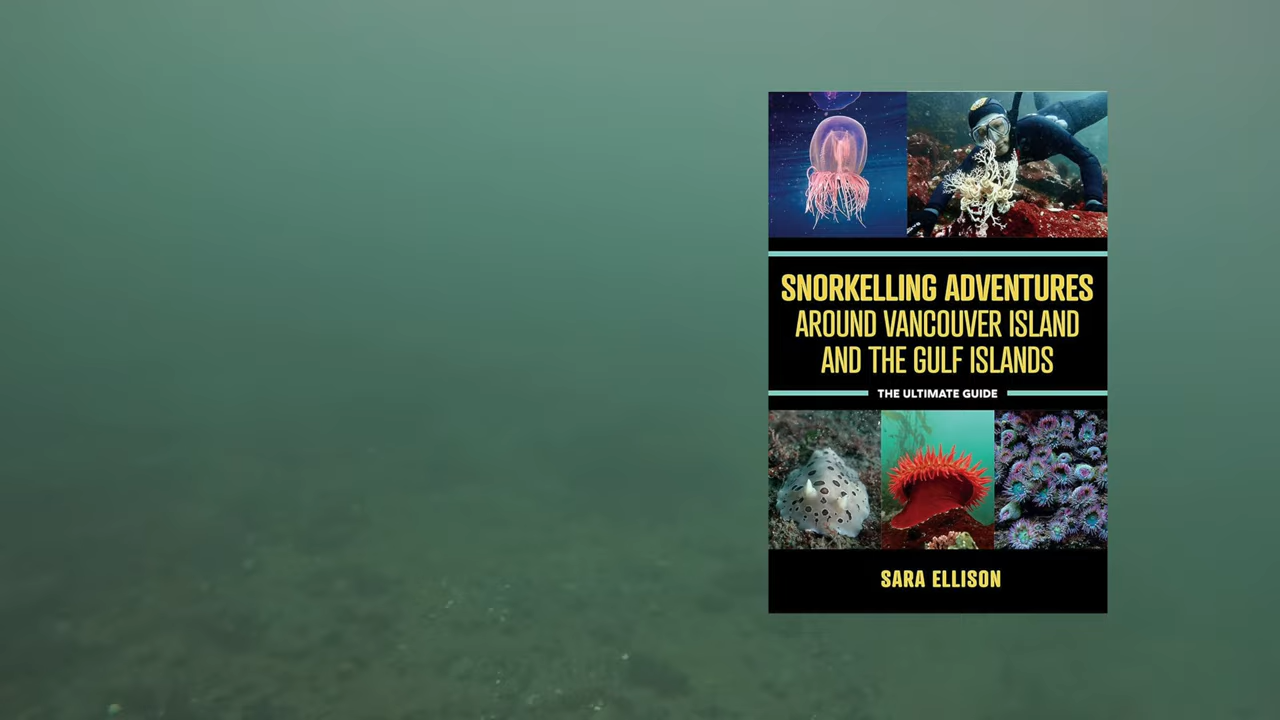 SNORKELLING ADVENTURES
AROUND VANCOUVER ISLAND
AND THE GULF ISLANDS
THE ULTIMATE GUIDE
SARA ELLISON